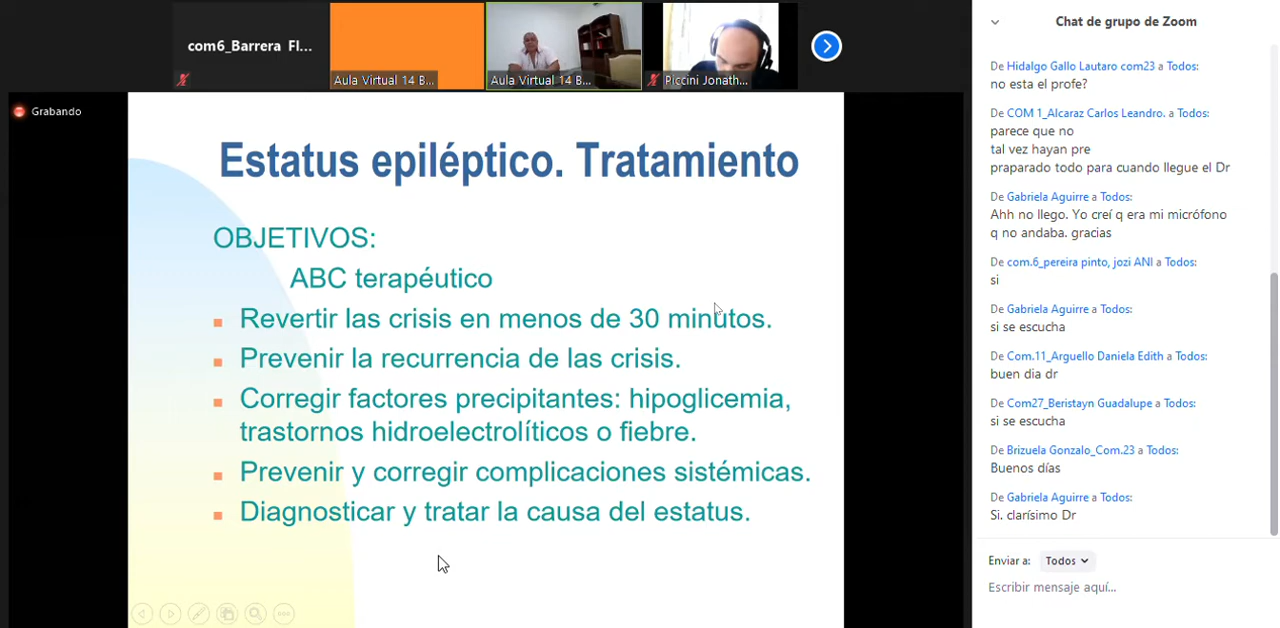 com6_Barrera Fl...
Aula Virtual 14 B...
Aula Virtual 14 B...
Piccini Jonath...
Grabando
Estatus epiléptico. Tratamiento
OBJETIVOS:
ABC terapéutico
Revertir las crisis en menos de 30 minutos.
Prevenir la recurrencia de las crisis.
Corregir factores precipitantes: hipoglicemia,
trastornos hidroelectrolíticos o fiebre.
Prevenir y corregir complicaciones sistémicas.
Diagnosticar y tratar la causa del estatus.
Chat de grupo de Zoom
De Hidalgo Gallo Lautaro com23 a Todos:
no esta el profe?
De COM 1_Alcaraz Carlos Leandro. a Todos:
parece que no
tal vez hayan pre
praparado todo para cuando llegue el Dr
De Gabriela Aguirre a Todos:
Ahh no llego. Yo creí q era mi micrófono
q no andaba. gracias
De com.6_pereira pinto, jozi ANI a Todos:
si
De Gabriela Aguirre a Todos:
si se escucha
De Com.11_Arguello Daniela Edith a Todos:
buen dia dr
De Com27_Beristayn Guadalupe a Todos:
si se escucha
De Brizuela Gonzalo_Com.23 a Todos:
Buenos días
De Gabriela Aguirre a Todos:
Si. clarísimo Dr
Enviar a: Todos
Escribir mensaje aquí...